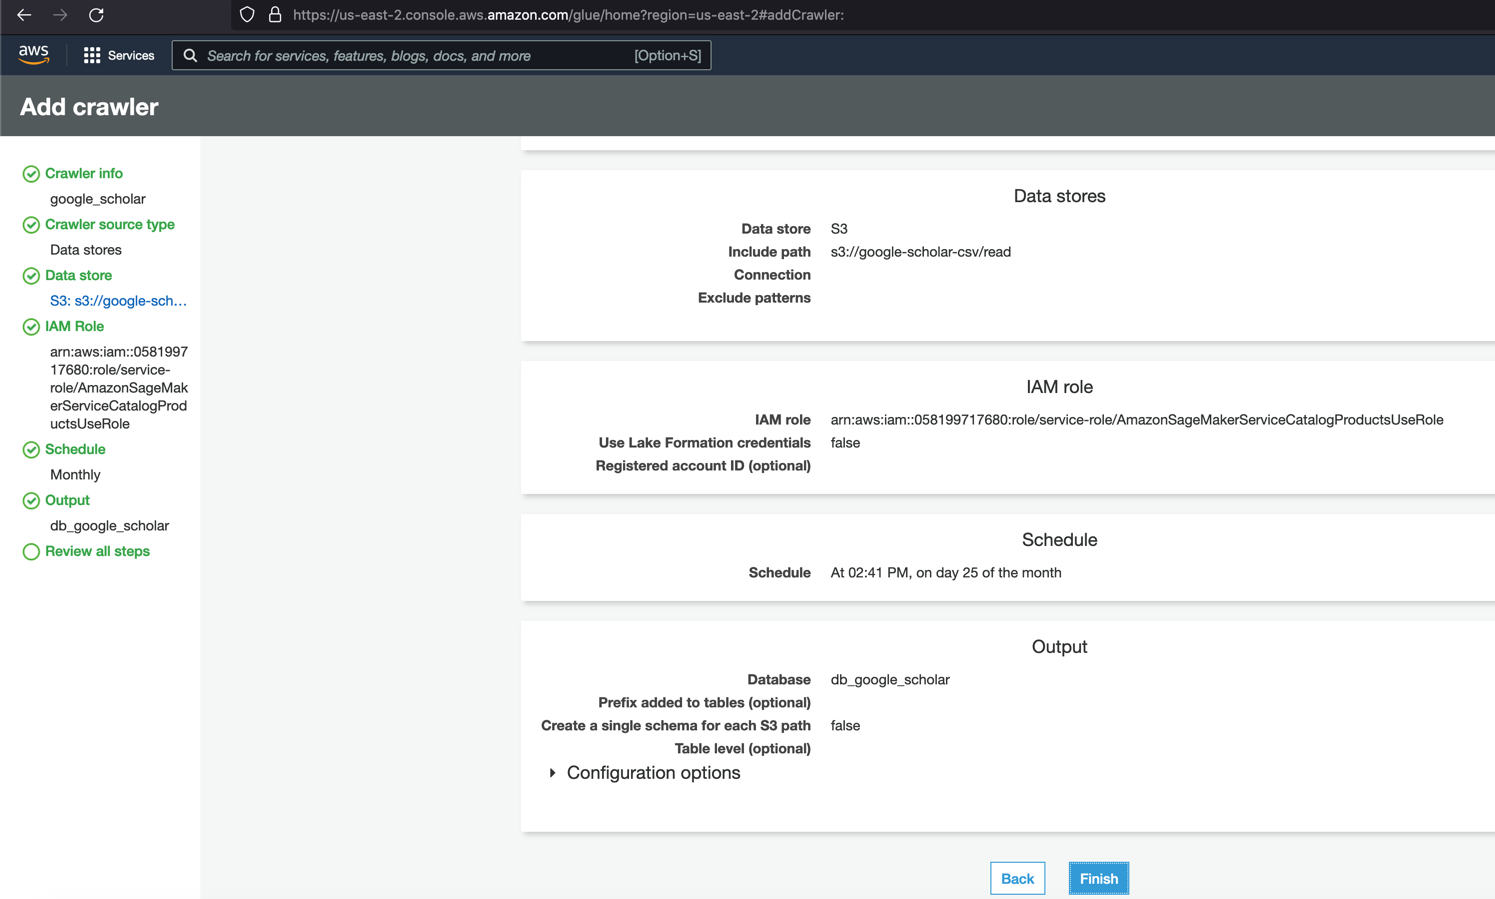 https://us-east-2.console.aws.amazon.com/glue/home?region=us-east-2#addCrawler:
aws
Services
Search for services, features, blogs, docs, and more
[Option+S]
Add crawler
Crawler info
google_scholar
Crawler source type
Data stores
Data store
S3: s3://google-sch...
IAM Role
arn:aws:iam::0581997
17680:role/service-
role/AmazonSageMak
erServiceCatalogProd
uctsUseRole
Schedule
Monthly
Output
db_google_scholar
Review all steps
Data stores
Data store S3
Include path s3://google-scholar-csv/read
Connection
Exclude patterns
IAM role
IAM role arn:aws:iam::058199717680:role/service-role/AmazonSageMakerServiceCatalogProductsUseRole
Use Lake Formation credentials false
Registered account ID (optional)
Schedule
Schedule At 02:41 PM, on day 25 of the month
Output
Database db_google_scholar
Prefix added to tables (optional)
Create a single schema for each S3 path false
Table level (optional)
Configuration options
Back
Finish